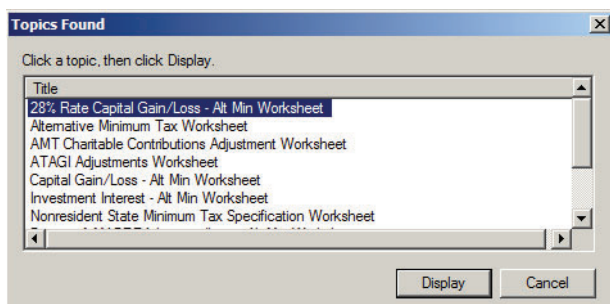 Topics Found
Click a topic, then click Display.
Title
28% Rate Capital Gain/Loss - Alt Min Worksheet
Alternative Minimum Tax Worksheet
AMT Charitable Contributions Adjustment Worksheet
ATAGI Adjustments Worksheet
Capital Gain/Loss - Alt Min Worksheet
Investment Interest - Alt Min Worksheet
Nonresident State Minimum Tax Specification Worksheet
Display Cancel